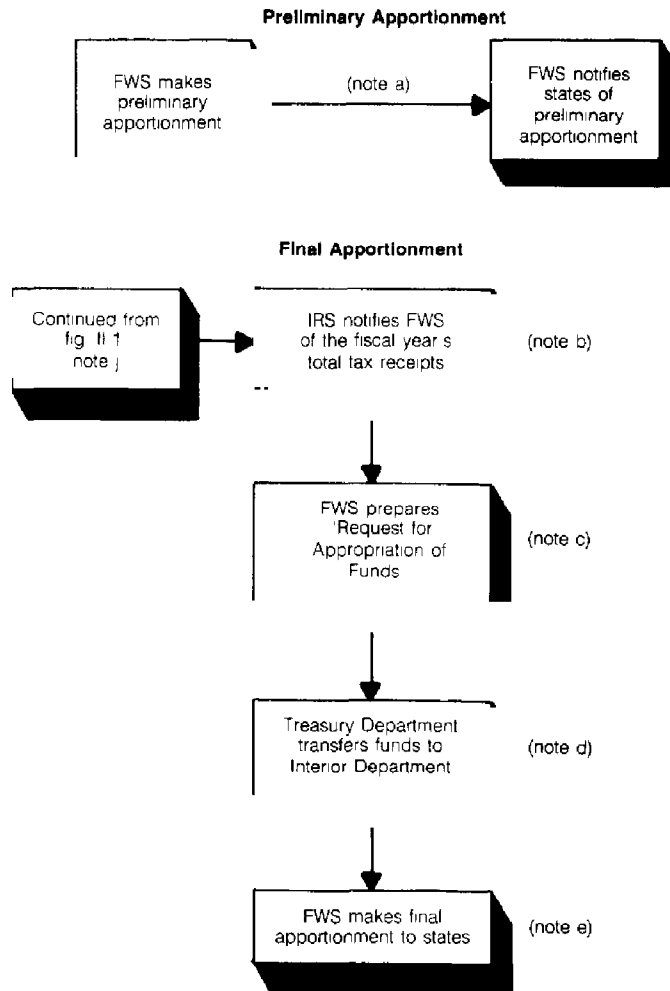 Preliminary Apportionment
FWS makes
preliminary
apportionment
(note a)
FWS notifies
states of
preliminary
apportionment
Final Apportionment
Continued from
fig II 1
note j
IRS notifies FWS
of the fiscal year s
total tax receipts
(note b)
FWS prepares
'Request for
Appropriation of
Funds
(note c)
Treasury Department
transfers funds to
Interior Department
(note d)
FWS makes final
apportionment to states
(note e)